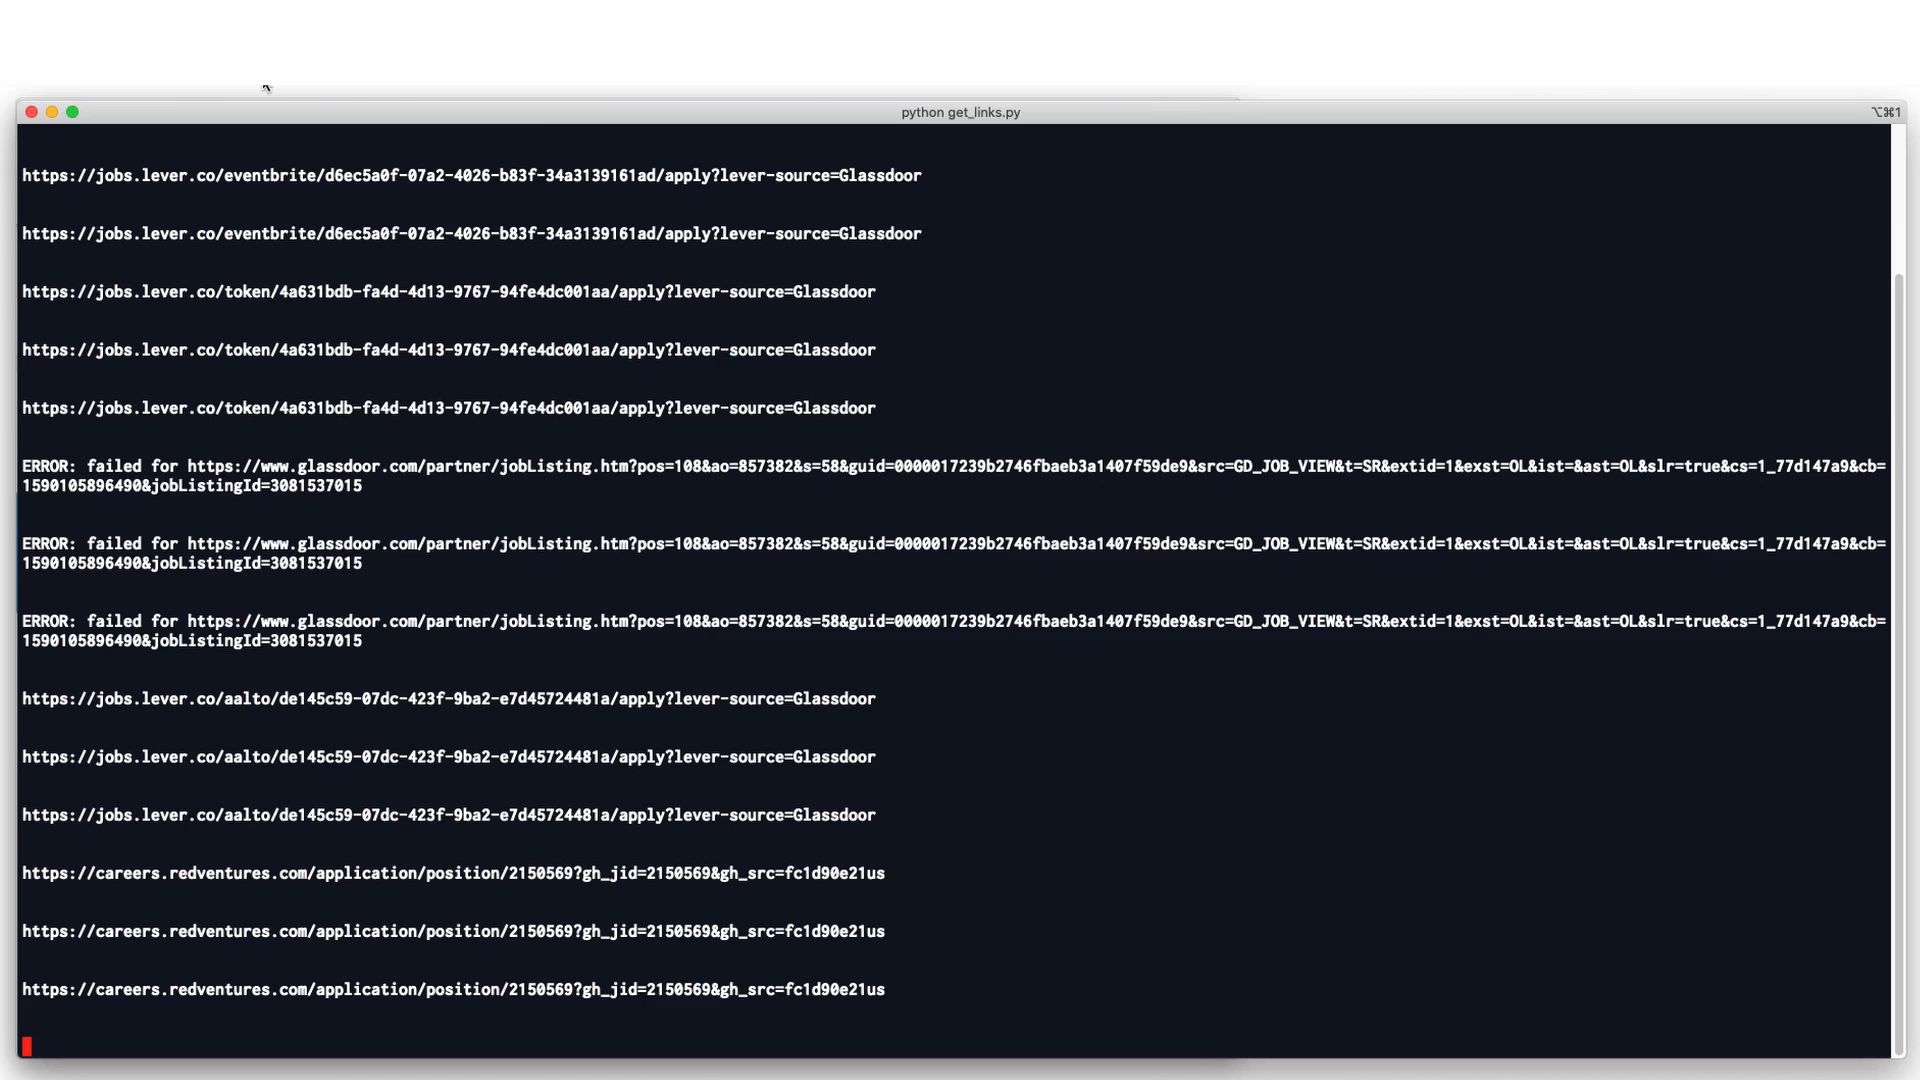 python get_links.py
⌥⌘1
https://jobs.lever.co/eventbrite/d6ec5a0f-07a2-4026-b83f-34a3139161ad/apply?lever-source=Glassdoor
https://jobs.lever.co/eventbrite/d6ec5a0f-07a2-4026-b83f-34a3139161ad/apply?lever-source=Glassdoor
https://jobs.lever.co/token/4a631bdb-fa4d-4d13-9767-94fe4dc001aa/apply?lever-source=Glassdoor
https://jobs.lever.co/token/4a631bdb-fa4d-4d13-9767-94fe4dc001aa/apply?lever-source=Glassdoor
https://jobs.lever.co/token/4a631bdb-fa4d-4d13-9767-94fe4dc001aa/apply?lever-source=Glassdoor
ERROR: failed for https://www.glassdoor.com/partner/jobListing.htm?pos=108&ao=857382&s=58&guid=0000017239b2746fbaeb3a1407f59de9&src=GD_JOB_VIEW&t=SR&extid=1&exst=OL&ist=&ast=OL&slr=true&cs=1_77d147a9&cb=
1590105896490&jobListingId=3081537015
ERROR: failed for https://www.glassdoor.com/partner/jobListing.htm?pos=108&ao=857382&s=58&guid=0000017239b2746fbaeb3a1407f59de9&src=GD_JOB_VIEW&t=SR&extid=1&exst=OL&ist=&ast=OL&slr=true&cs=1_77d147a9&cb=
1590105896490&jobListingId=3081537015
ERROR: failed for https://www.glassdoor.com/partner/jobListing.htm?pos=108&ao=857382&s=58&guid=0000017239b2746fbaeb3a1407f59de9&src=GD_JOB_VIEW&t=SR&extid=1&exst=OL&ist=&ast=OL&slr=true&cs=1_77d147a9&cb=
1590105896490&jobListingId=3081537015
https://jobs.lever.co/aalto/de145c59-07dc-423f-9ba2-e7d45724481a/apply?lever-source=Glassdoor
https://jobs.lever.co/aalto/de145c59-07dc-423f-9ba2-e7d45724481a/apply?lever-source=Glassdoor
https://jobs.lever.co/aalto/de145c59-07dc-423f-9ba2-e7d45724481a/apply?lever-source=Glassdoor
https://careers.redventures.com/application/position/2150569?gh_jid=2150569&gh_src=fc1d90e21us
https://careers.redventures.com/application/position/2150569?gh_jid=2150569&gh_src=fc1d90e21us
https://careers.redventures.com/application/position/2150569?gh_jid=2150569&gh_src=fc1d90e21us